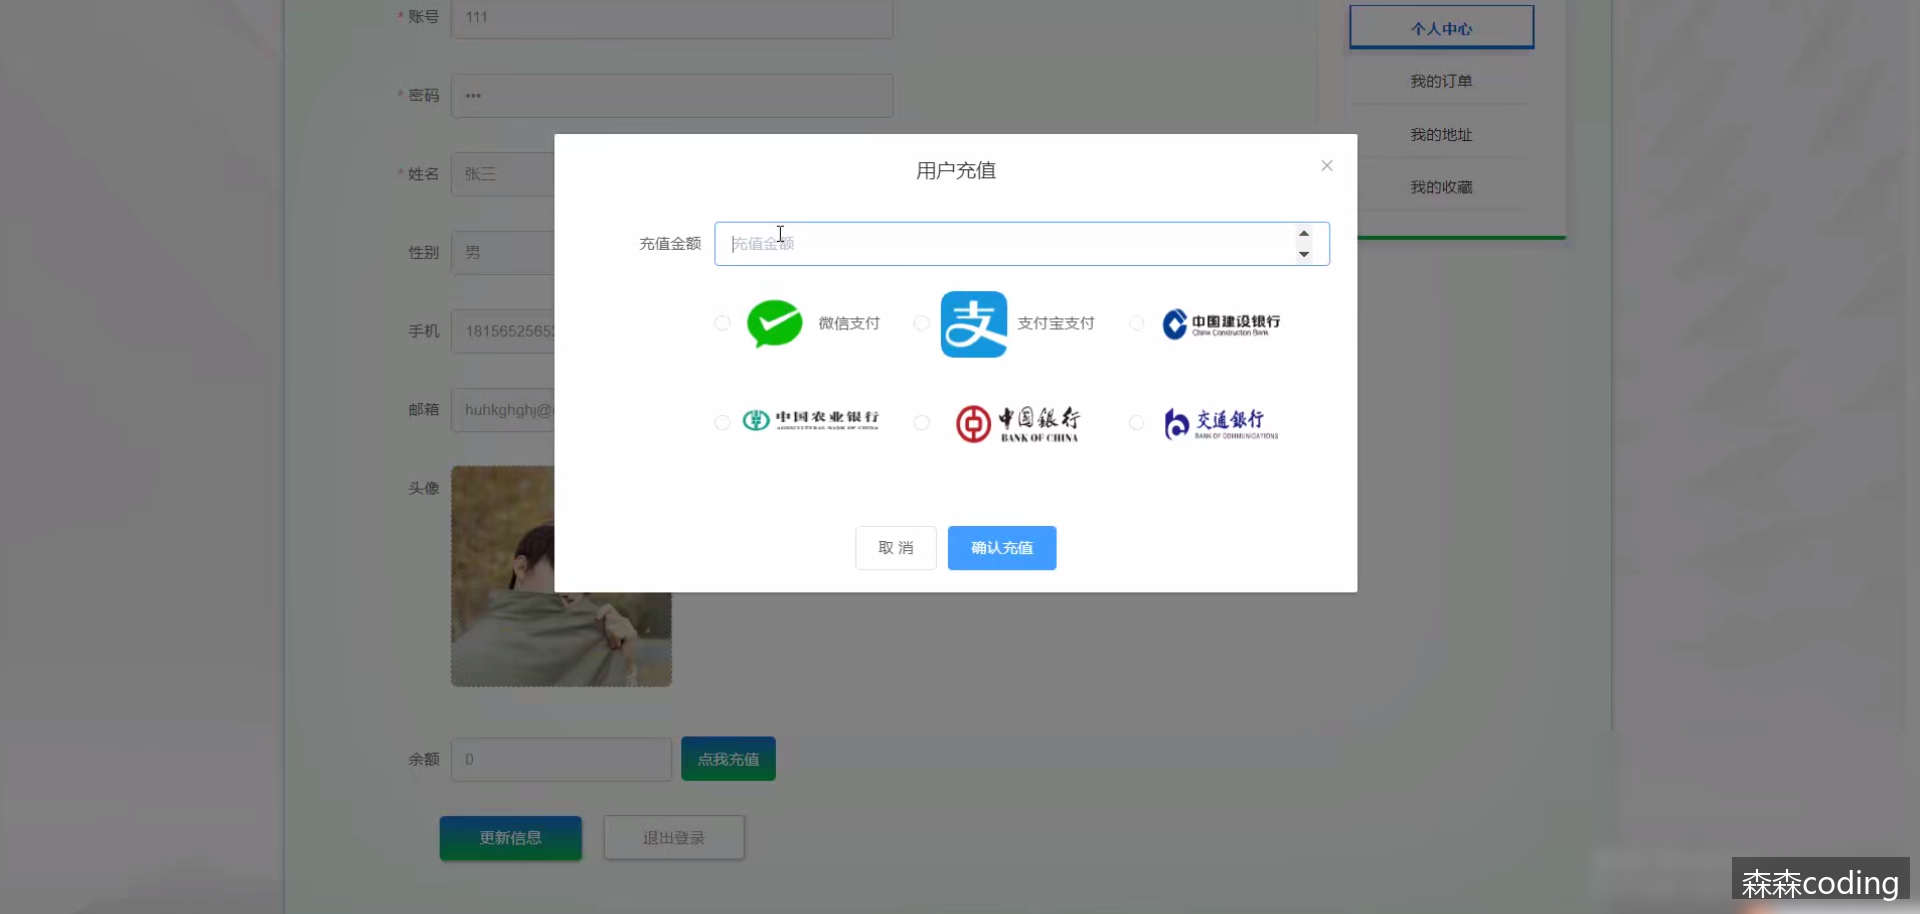 * 账号 111
个人中心
我的订单
* 密码 •••
我的地址
用户充值
* 姓名 张三
我的收藏
充值金额 充值金额
性别 男
微信支付 支付宝支付 中国建设银行
China Construction Bank
手机 1815652565
邮箱 huhkghghj@
中国农业银行 中国銀行 交通銀行
AGRICULTURAL BANK OF CHINA BANK OF CHINA BANK OF COMMUNICATIONS
头像
取 消 确认充值
余额 0 点我充值
更新信息 退出登录
森森coding